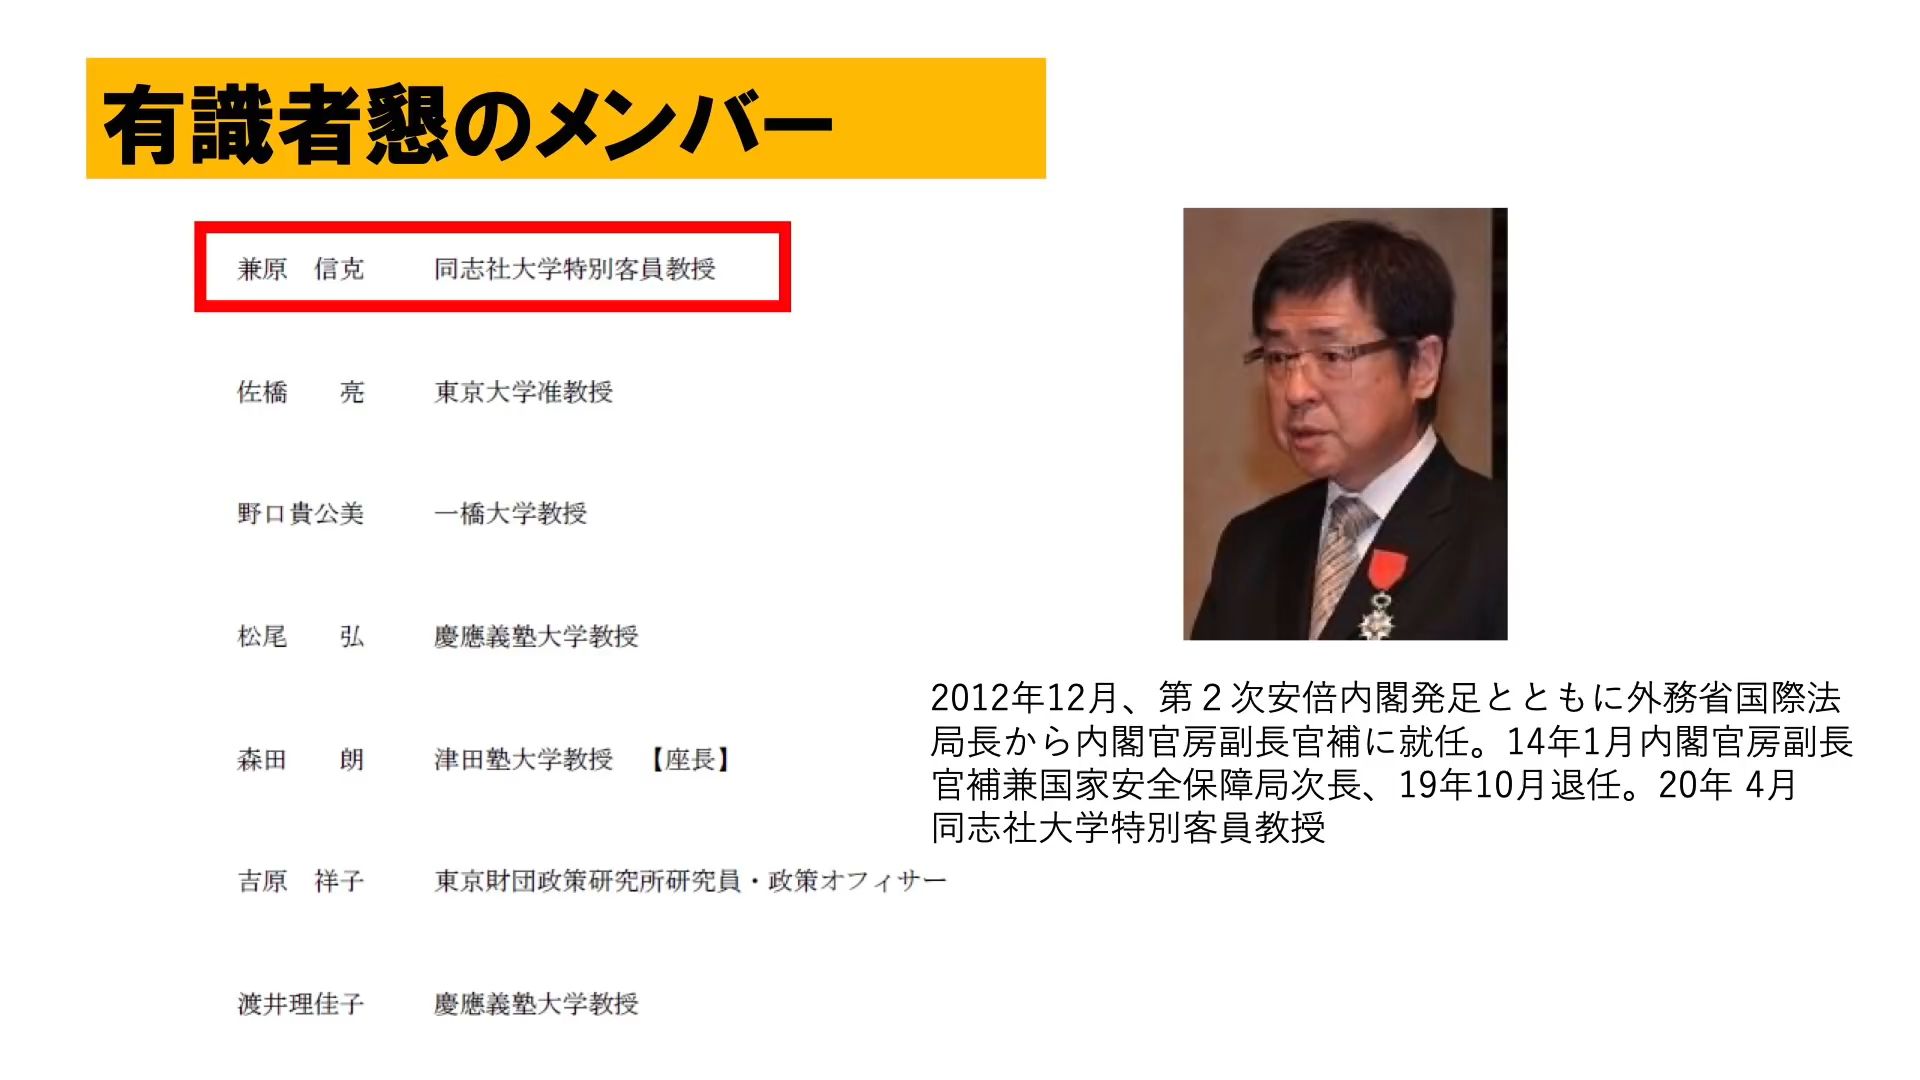 有識者懇のメンバー
兼原　信克　　同志社大学特別客員教授
佐橋　　亮　　東京大学准教授
野口貴公美　　一橋大学教授
松尾　　弘　　慶應義塾大学教授
森田　　朗　　津田塾大学教授　【座長】
吉原　祥子　　東京財団政策研究所研究員・政策オフィサー
渡井理佳子　　慶應義塾大学教授
2012年12月、第２次安倍内閣発足とともに外務省国際法
局長から内閣官房副長官補に就任。14年1月内閣官房副長
官補兼国家安全保障局次長、19年10月退任。20年 4月
同志社大学特別客員教授